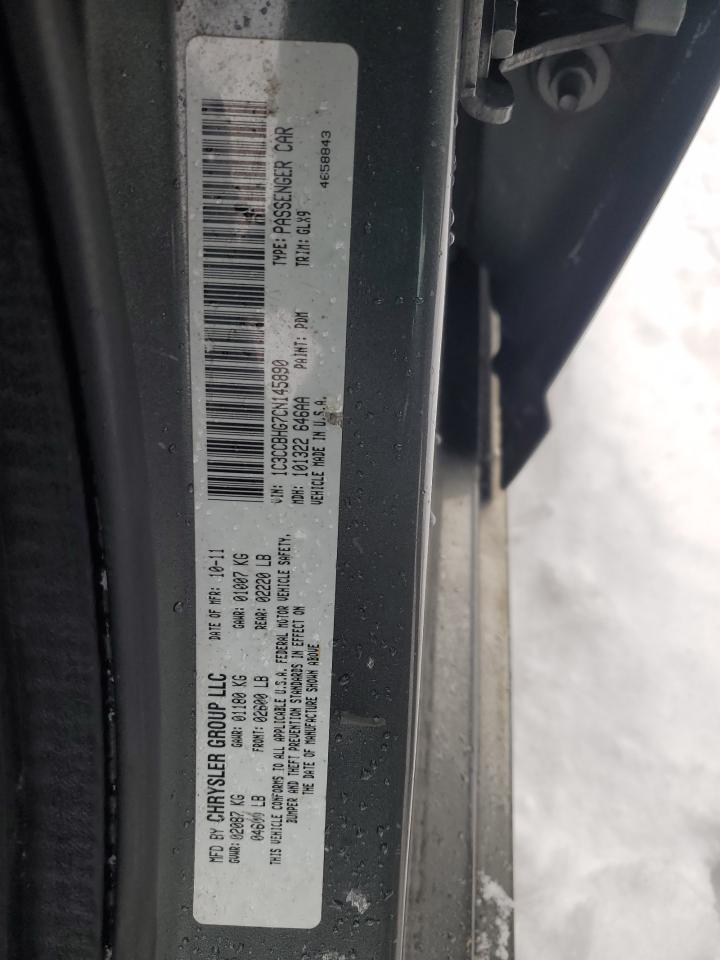 MFD BY CHRYSLER GROUP LLC DATE OF MFR: 10-11
GVWR: 02087 KG GAWR: 01180 KG GAWR: 01007 KG
04600 LB FRONT: 02600 LB REAR: 02220 LB
THIS VEHICLE CONFORMS TO ALL APPLICABLE U.S.A. FEDERAL MOTOR VEHICLE SAFETY,
BUMPER AND THEFT PREVENTION STANDARDS IN EFFECT ON
THE DATE OF MANUFACTURE SHOWN ABOVE
VIN: 1C3CCBHG7CN145890 TYPE: PASSENGER CAR
MDH: 101322 646AA PAINT: PDM TRIM: GLX9
VEHICLE MADE IN U.S.A. 4658843